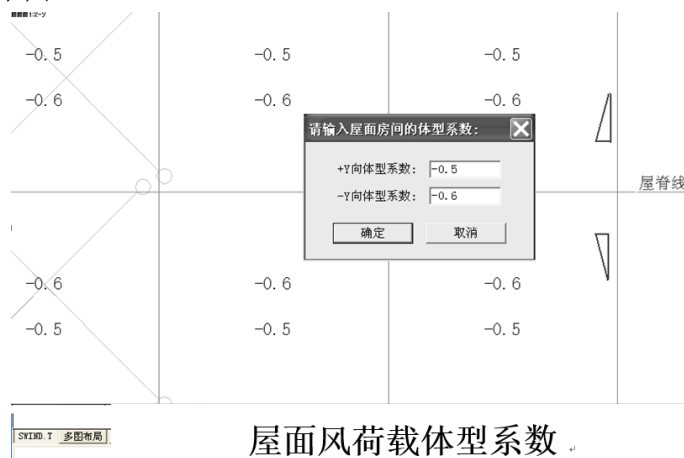 -0.5 -0.5 -0.5
-0.6 -0.6 -0.6
请输入屋面房间的体型系数:
+Y向体型系数: -0.5
-Y向体型系数: -0.6
确定 取消
屋脊线
-0.6 -0.6 -0.6
-0.5 -0.5 -0.5
SWIND.T 多图布局
屋面风荷载体型系数